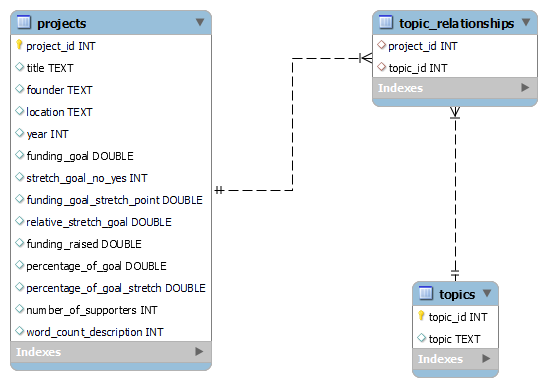 projects
project_id INT
title TEXT
founder TEXT
location TEXT
year INT
funding_goal DOUBLE
stretch_goal_no_yes INT
funding_goal_stretch_point DOUBLE
relative_stretch_goal DOUBLE
funding_raised DOUBLE
percentage_of_goal DOUBLE
percentage_of_goal_stretch DOUBLE
number_of_supporters INT
word_count_description INT
Indexes
topic_relationships
project_id INT
topic_id INT
Indexes
topics
topic_id INT
topic TEXT
Indexes